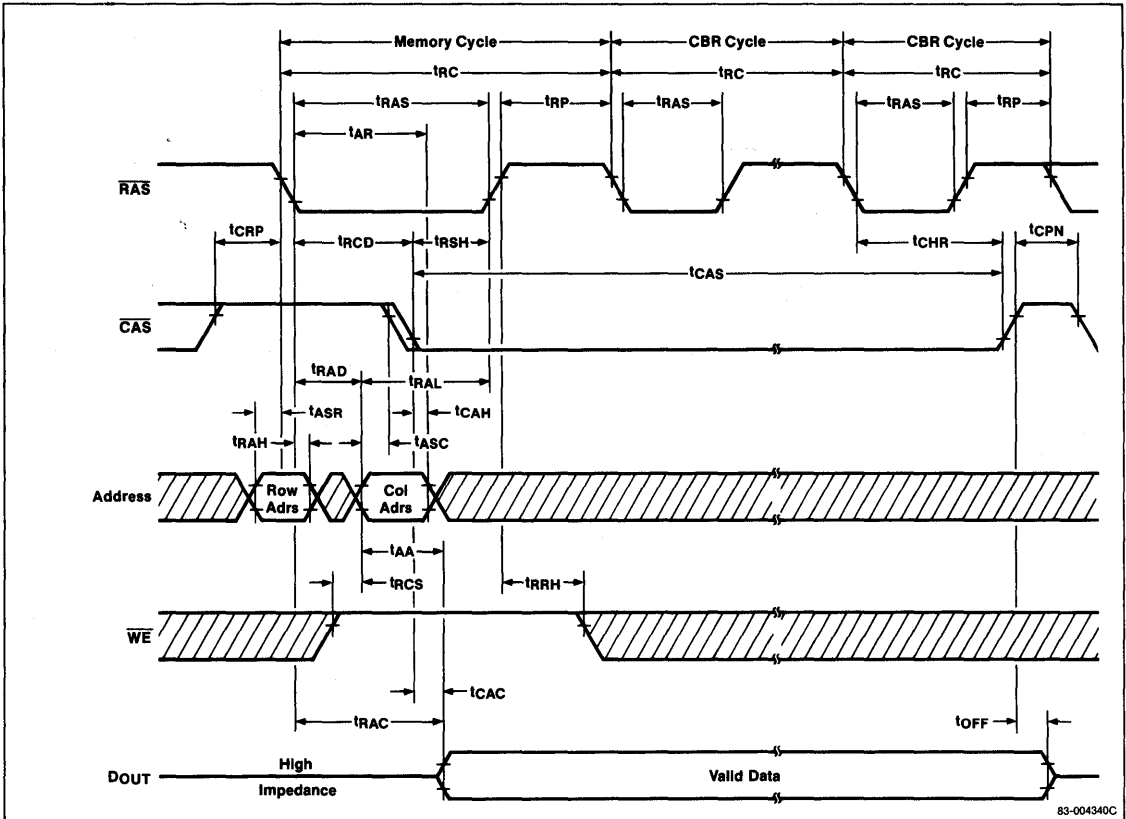 Memory Cycle CBR Cycle CBR Cycle
tRC tRC tRC
tRAS tRP tRAS tRAS tRP
tAR
RAS
tCRP tRCD tRSH tCHR tCPN
tCAS
CAS
tRAD tRAL
tASR tCAH
tRAH tASC
Address Row Adrs Col Adrs
tAA
tRCS tRRH
WE
tCAC
tRAC tOFF
DOUT High Impedance Valid Data
83-004340C